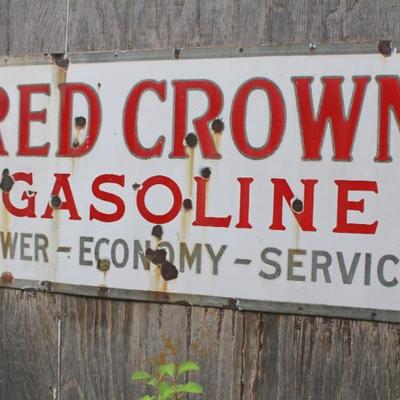 RED CROWN
GASOLINE
WER - ECONOMY - SERVIC